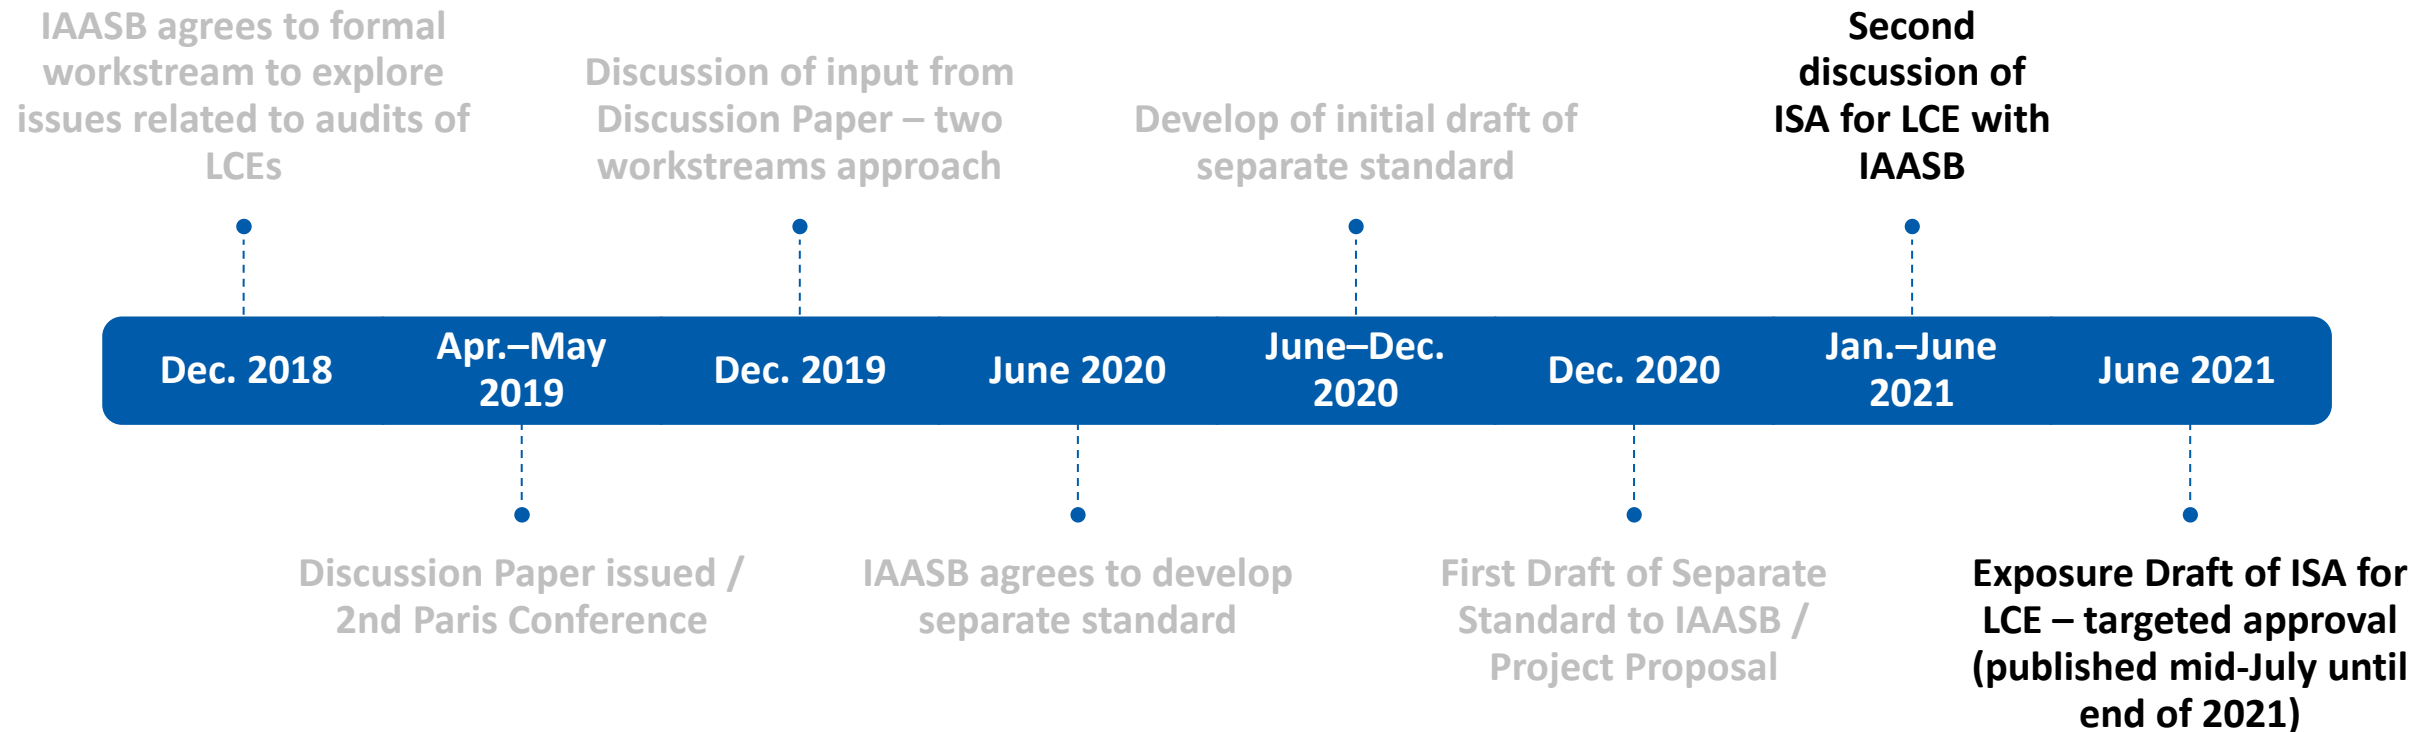 IAASB agrees to formal
workstream to explore
issues related to audits of
LCEs
Discussion of input from
Discussion Paper – two
workstreams approach
Develop of initial draft of
separate standard
Second
discussion of
ISA for LCE with
IAASB
Dec. 2018
Apr.–May
2019
Dec. 2019
June 2020
June–Dec.
2020
Dec. 2020
Jan.–June
2021
June 2021
Discussion Paper issued /
2nd Paris Conference
IAASB agrees to develop
separate standard
First Draft of Separate
Standard to IAASB /
Project Proposal
Exposure Draft of ISA for
LCE – targeted approval
(published mid-July until
end of 2021)